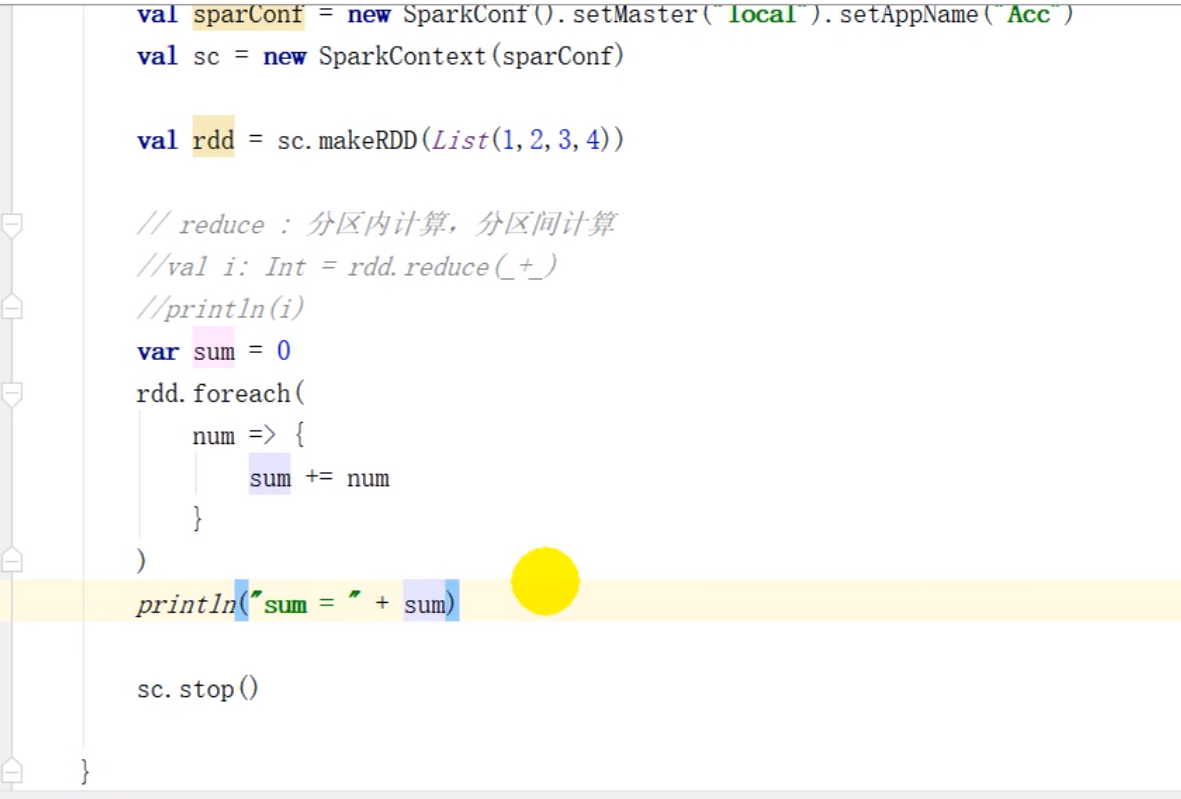 val sparConf = new SparkConf().setMaster("local").setAppName("Acc")
val sc = new SparkContext(sparConf)
val rdd = sc.makeRDD(List(1,2,3,4))
// reduce : 分区内计算，分区间计算
//val i: Int = rdd.reduce(_+_)
//println(i)
var sum = 0
rdd.foreach(
num => {
sum += num
}
)
println("sum = " + sum)
sc.stop()
}